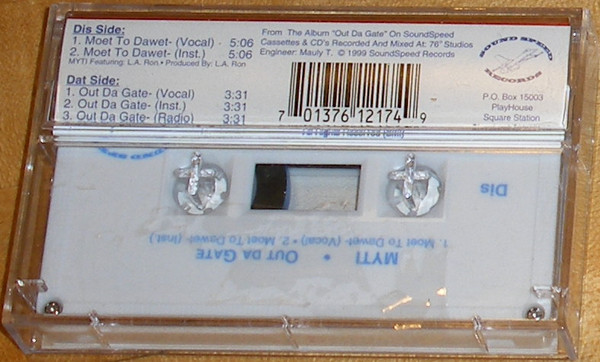 Dis Side:
1. Moet To Dawet- (Vocal) - 5:06
2. Moet To Dawet- (Inst.) 5:06
MYTI Featuring: L.A. Ron • Produced By: L.A. Ron
Dat Side:
1. Out Da Gate- (Vocal) 3:31
2. Out Da Gate- (Inst.) 3:31
3. Out Da Gate- (Radio) 3:31
From The Album "Out Da Gate" On SoundSpeed
Cassettes & CD's Recorded And Mixed At: 76° Studios
Engineer: Mauly T. © 1999 SoundSpeed Records
7 01376 12174 9
All Rights Reserved
SOUND SPEED
RECORDS
P.O. Box 15003
PlayHouse
Square Station
Dis
MYTI • OUT DA GATE
1. Moet To Dawet- (Vocal) • 2. Moet To Dawet- (Inst.)